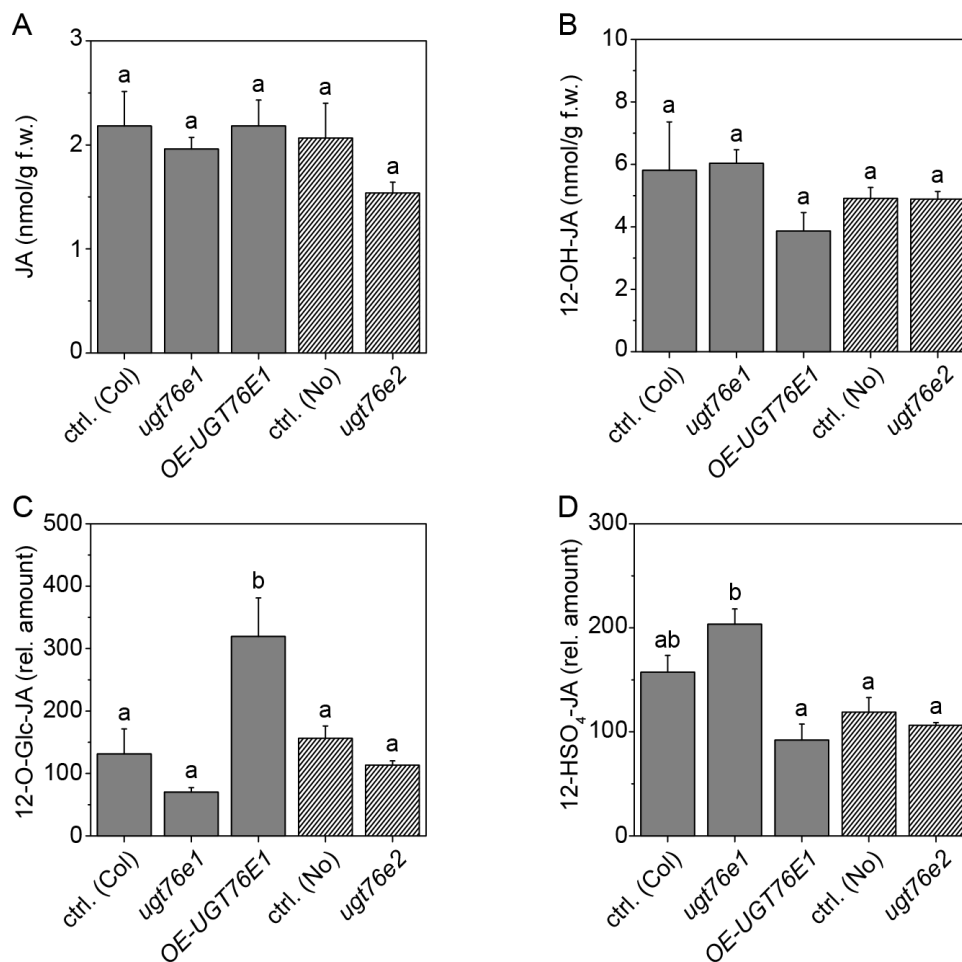 A
JA (nmol/g f.w.)
3
2
1
0
a
a
a
a
a
ctrl. (Col)
ugt76e1
OE-UGT76E1
ctrl. (No)
ugt76e2
B
12-OH-JA (nmol/g f.w.)
10
8
6
4
2
0
a
a
a
a
a
ctrl. (Col)
ugt76e1
OE-UGT76E1
ctrl. (No)
ugt76e2
C
12-O-Glc-JA (rel. amount)
500
400
300
200
100
0
a
a
b
a
a
ctrl. (Col)
ugt76e1
OE-UGT76E1
ctrl. (No)
ugt76e2
D
12-HSO₄-JA (rel. amount)
300
200
100
0
ab
b
a
a
a
ctrl. (Col)
ugt76e1
OE-UGT76E1
ctrl. (No)
ugt76e2